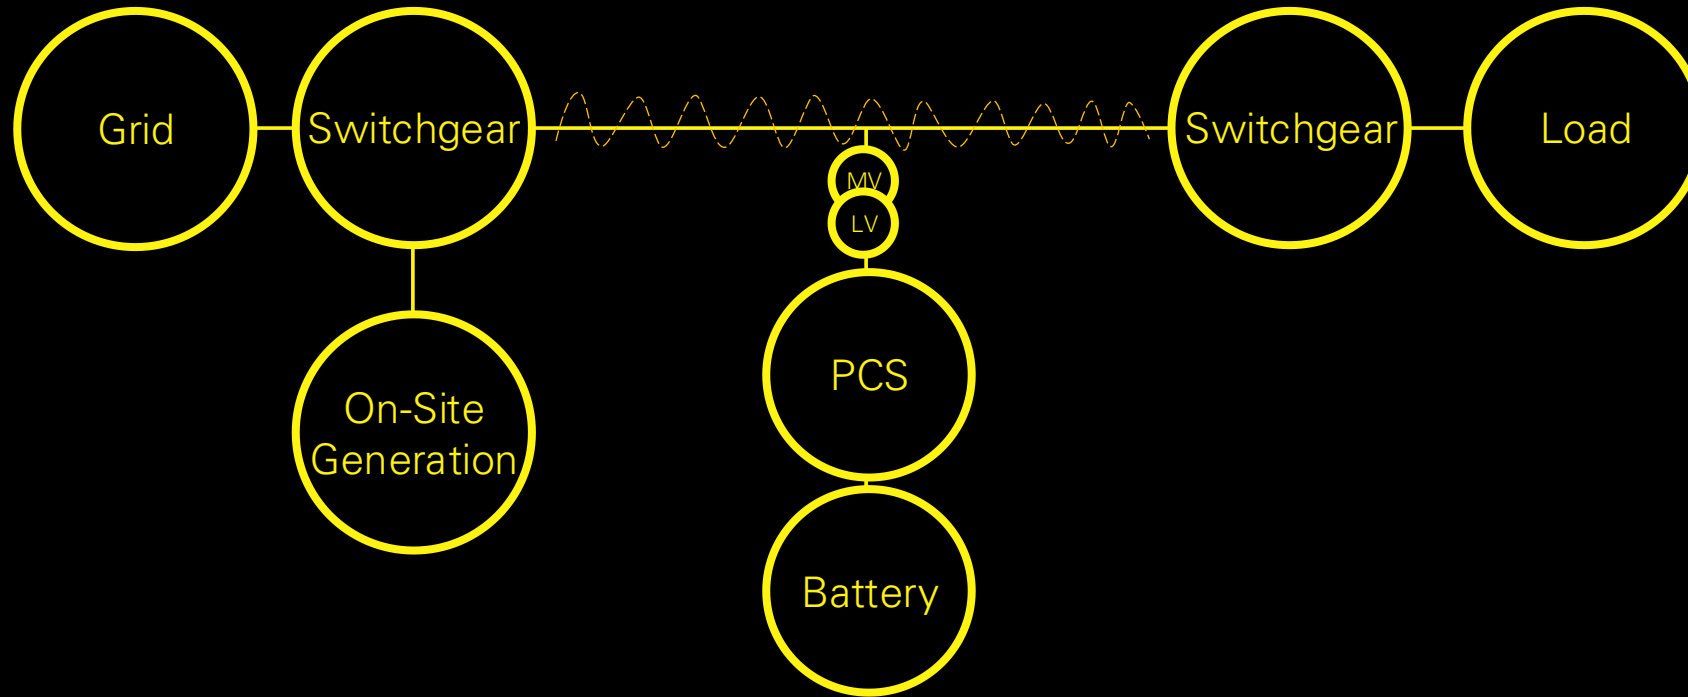 Grid
Switchgear
Switchgear
Load
MV
LV
PCS
On-Site
Generation
Battery